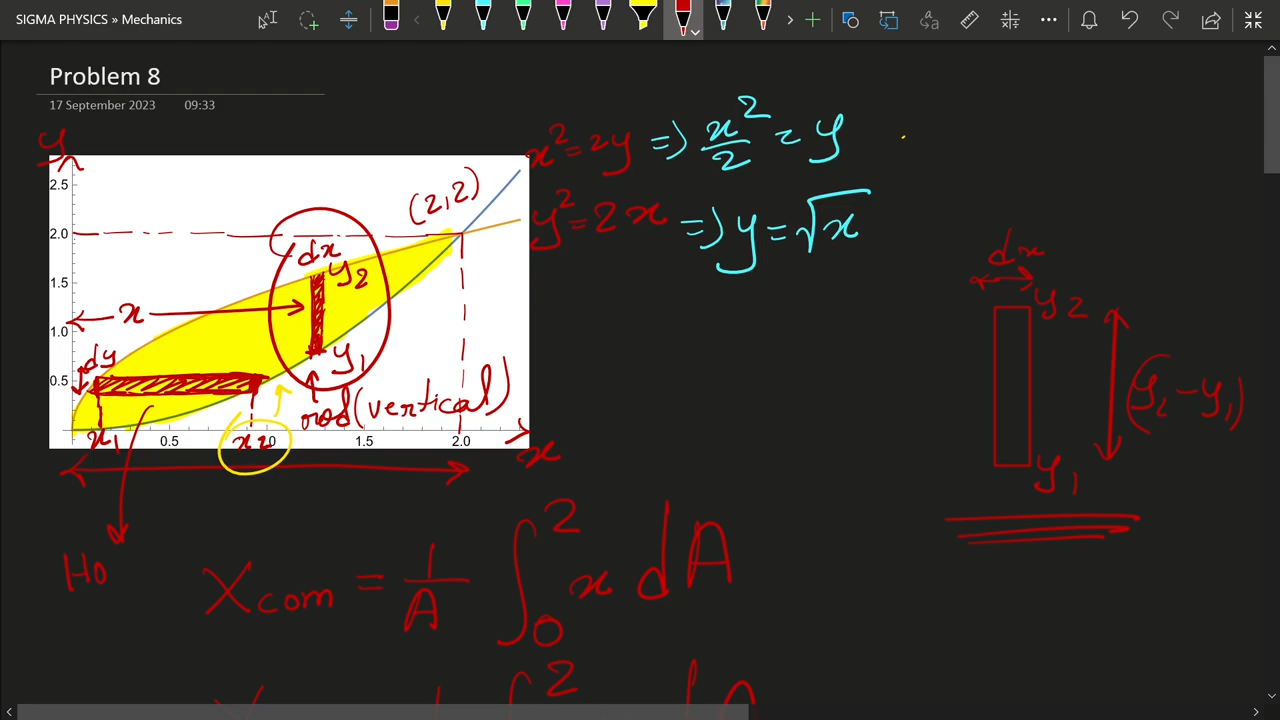 SIGMA PHYSICS » Mechanics
Problem 8
17 September 2023 09:33
y
2.5
2.0
1.5
1.0
0.5
0.5
1.5
2.0
x
(2,2)
dx
y2
x
y1
dy
x1
x2
rod(vertical)
x² = 2y ⇒ x²/2 = y
y² = 2x ⇒ y = √x
dx
y2
(y2 - y1)
y1
Ho
Xcom = 1/A ∫₀² x dA
2